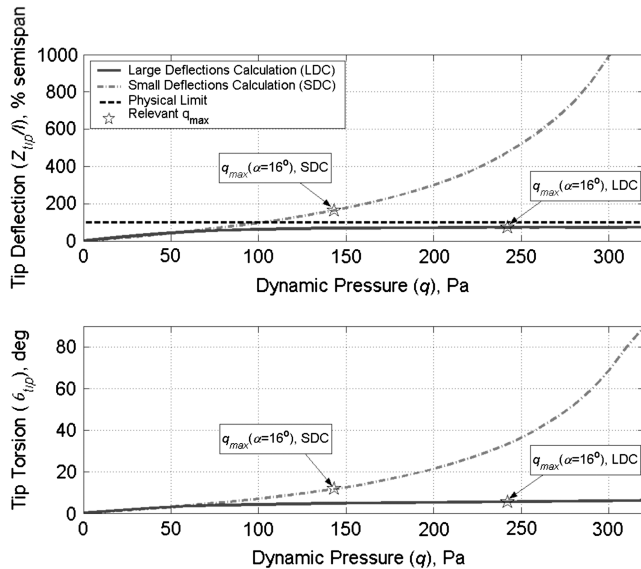 1000
800
600
400
200
0
Tip Deflection (Z_tip/l), % semispan
Large Deflections Calculation (LDC)
Small Deflections Calculation (SDC)
Physical Limit
Relevant q_max
q_max(α=16°), SDC
q_max(α=16°), LDC
0 50 100 150 200 250 300
Dynamic Pressure (q), Pa
80
60
40
20
0
Tip Torsion (θ_tip), deg
q_max(α=16°), SDC
q_max(α=16°), LDC
0 50 100 150 200 250 300
Dynamic Pressure (q), Pa